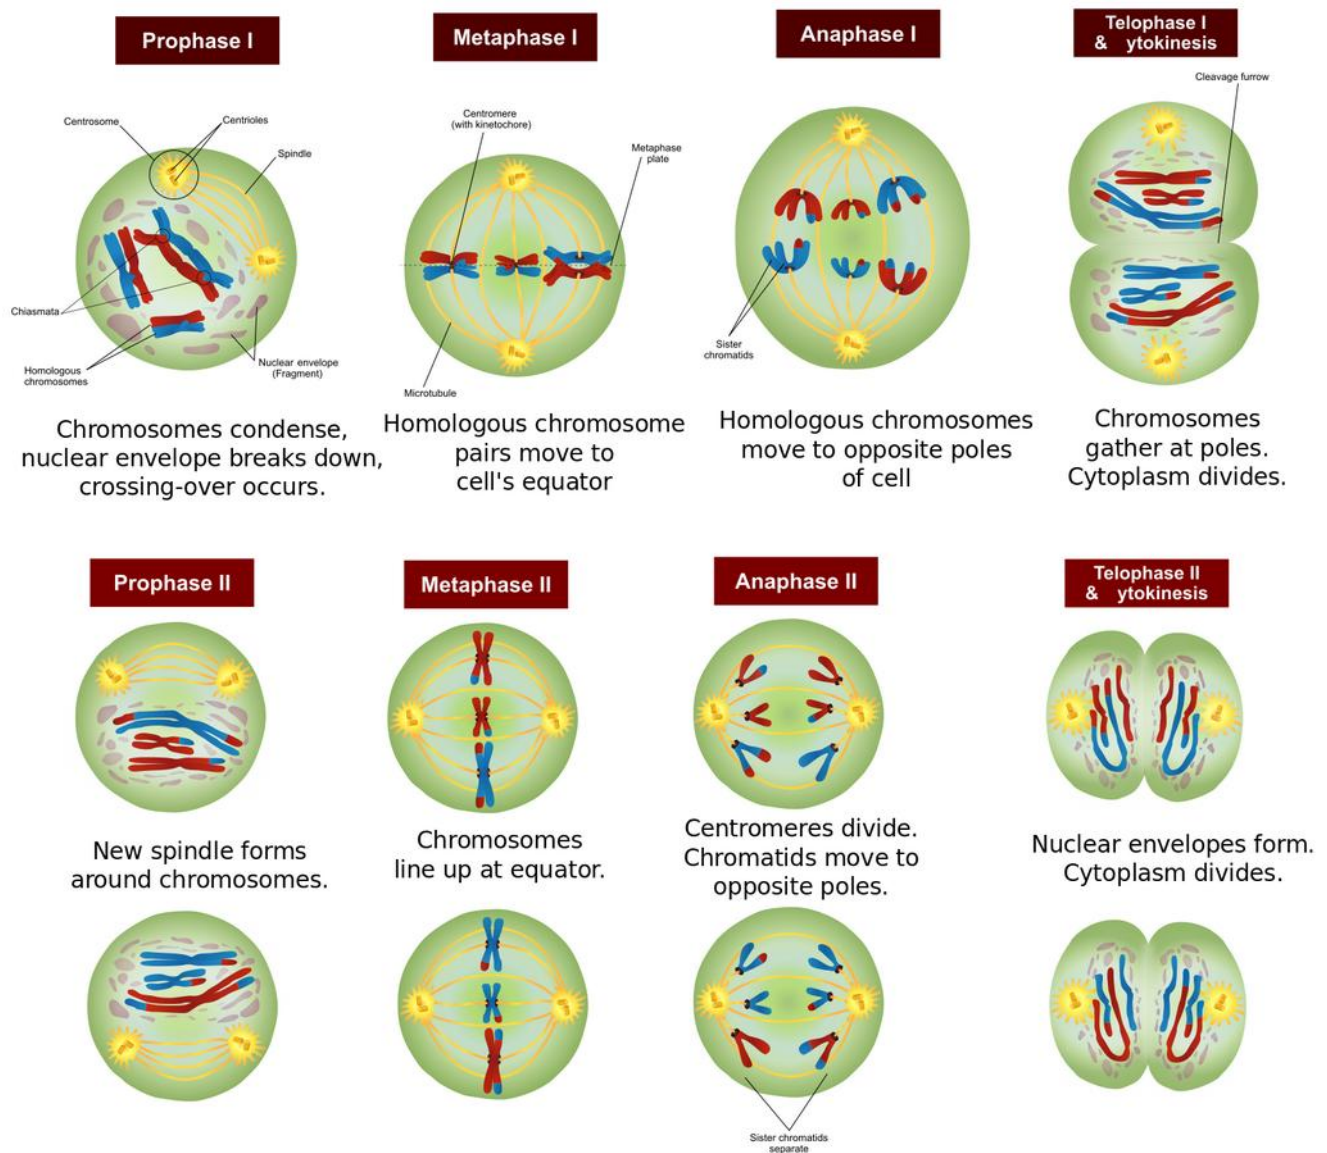 Prophase I
Metaphase I
Anaphase I
Telophase I
& ytokinesis
Cleavage furrow
Centrosome
Centrioles
Spindle
Chiasmata
Homologous
chromosomes
Nuclear envelope
(Fragment)
Centromere
(with kinetochore)
Metaphase
plate
Microtubule
Sister
chromatids
Chromosomes condense,
nuclear envelope breaks down,
crossing-over occurs.
Homologous chromosome
pairs move to
cell's equator
Homologous chromosomes
move to opposite poles
of cell
Chromosomes
gather at poles.
Cytoplasm divides.
Prophase II
Metaphase II
Anaphase II
Telophase II
& ytokinesis
New spindle forms
around chromosomes.
Chromosomes
line up at equator.
Centromeres divide.
Chromatids move to
opposite poles.
Nuclear envelopes form.
Cytoplasm divides.
Sister chromatids
separate